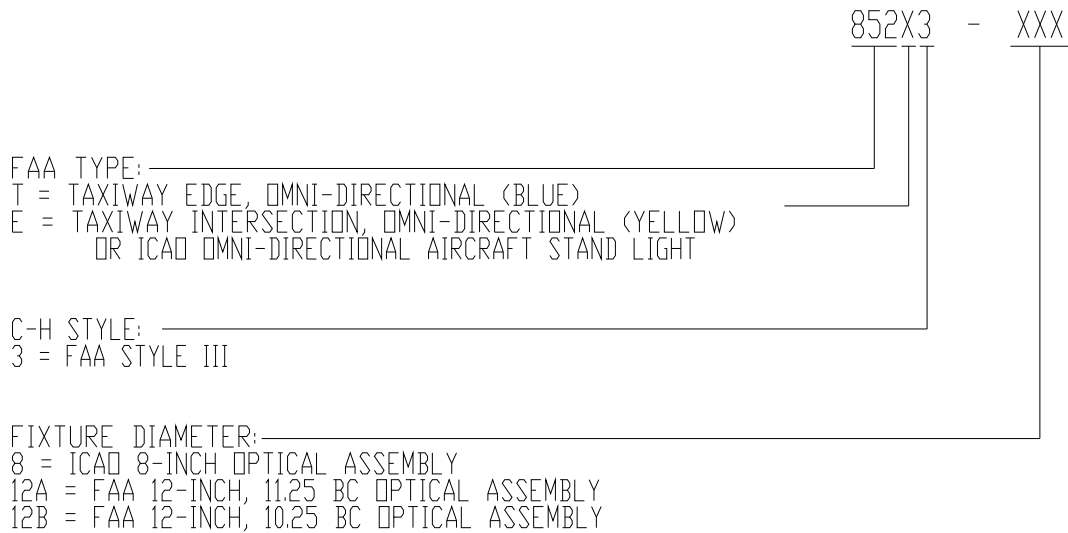 852X3 - XXX
FAA TYPE:
T = TAXIWAY EDGE, OMNI-DIRECTIONAL (BLUE)
E = TAXIWAY INTERSECTION, OMNI-DIRECTIONAL (YELLOW)
OR ICAO OMNI-DIRECTIONAL AIRCRAFT STAND LIGHT
C-H STYLE:
3 = FAA STYLE III
FIXTURE DIAMETER:
8 = ICAO 8-INCH OPTICAL ASSEMBLY
12A = FAA 12-INCH, 11.25 BC OPTICAL ASSEMBLY
12B = FAA 12-INCH, 10.25 BC OPTICAL ASSEMBLY